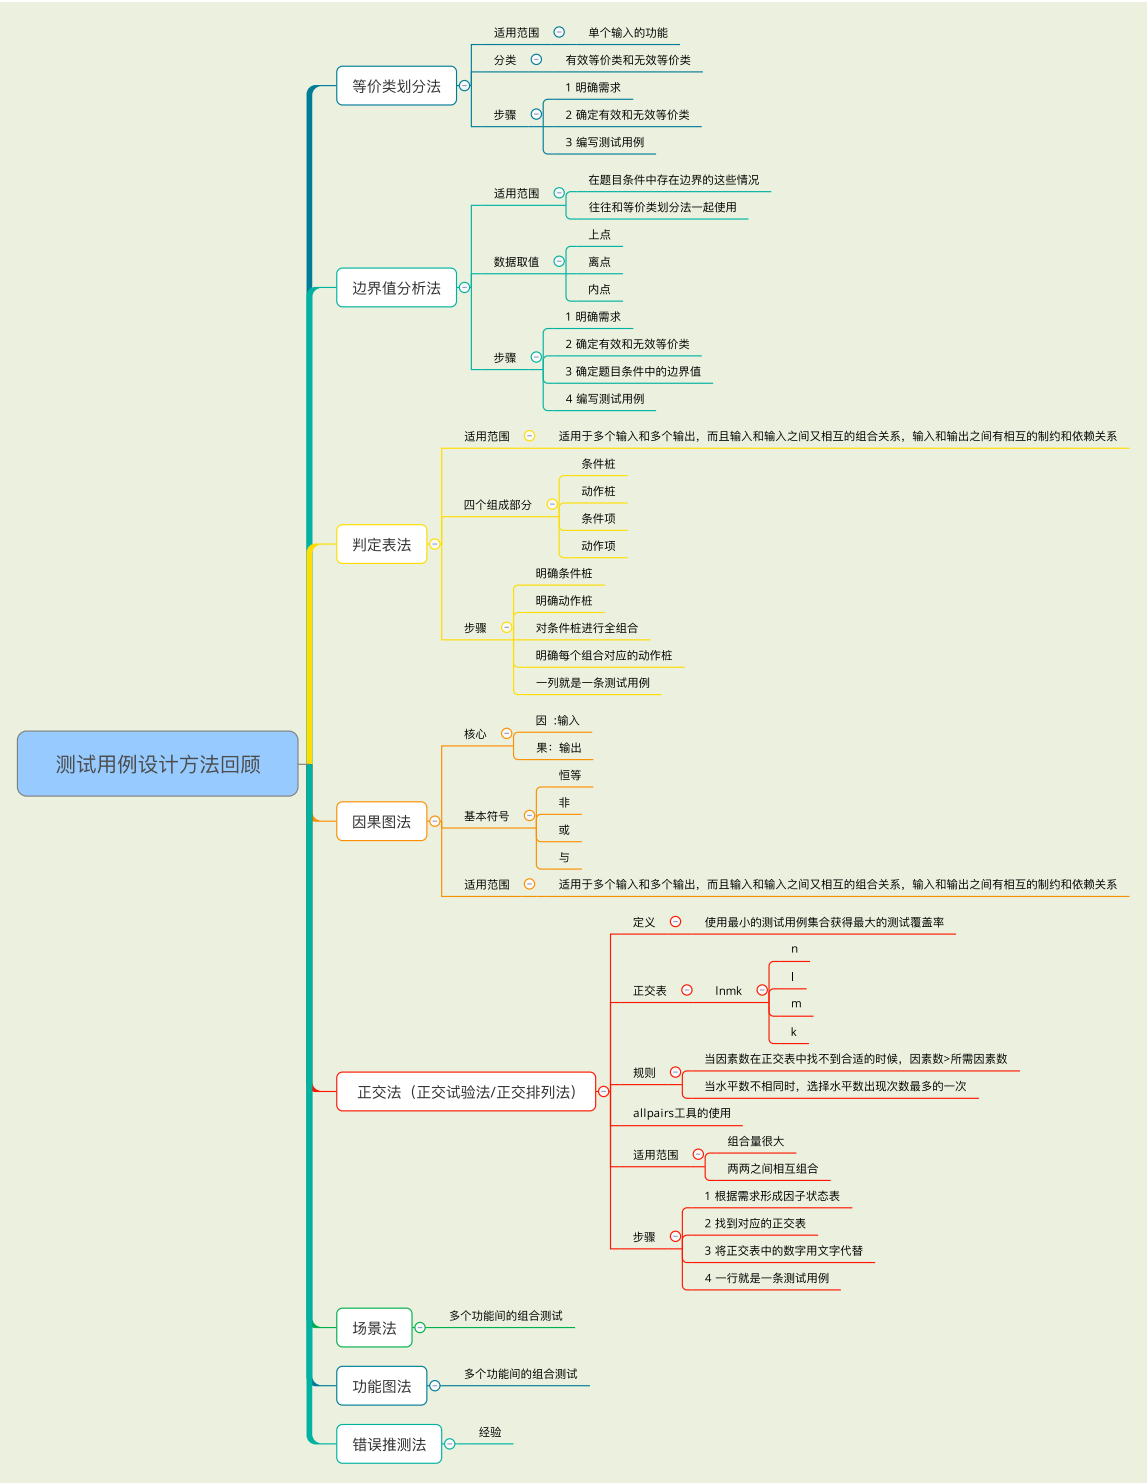 测试用例设计方法回顾
等价类划分法
适用范围
单个输入的功能
分类
有效等价类和无效等价类
步骤
1 明确需求
2 确定有效和无效等价类
3 编写测试用例
边界值分析法
适用范围
在题目条件中存在边界的这些情况
往往和等价类划分法一起使用
数据取值
上点
离点
内点
步骤
1 明确需求
2 确定有效和无效等价类
3 确定题目条件中的边界值
4 编写测试用例
判定表法
适用范围
适用于多个输入和多个输出，而且输入和输入之间又相互的组合关系，输入和输出之间有相互的制约和依赖关系
四个组成部分
条件桩
动作桩
条件项
动作项
步骤
明确条件桩
明确动作桩
对条件桩进行全组合
明确每个组合对应的动作桩
一列就是一条测试用例
因果图法
核心
因 :输入
果：输出
基本符号
恒等
非
或
与
适用范围
适用于多个输入和多个输出，而且输入和输入之间又相互的组合关系，输入和输出之间有相互的制约和依赖关系
正交法（正交试验法/正交排列法）
定义
使用最小的测试用例集合获得最大的测试覆盖率
正交表
lnmk
n
l
m
k
规则
当因素数在正交表中找不到合适的时候，因素数>所需因素数
当水平数不相同时，选择水平数出现次数最多的一次
allpairs工具的使用
适用范围
组合量很大
两两之间相互组合
步骤
1 根据需求形成因子状态表
2 找到对应的正交表
3 将正交表中的数字用文字代替
4 一行就是一条测试用例
场景法
多个功能间的组合测试
功能图法
多个功能间的组合测试
错误推测法
经验